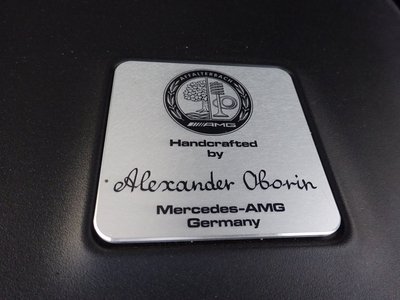 AFFALTERBACH
AMG
Handcrafted
by
Alexander Oborin
Mercedes-AMG
Germany